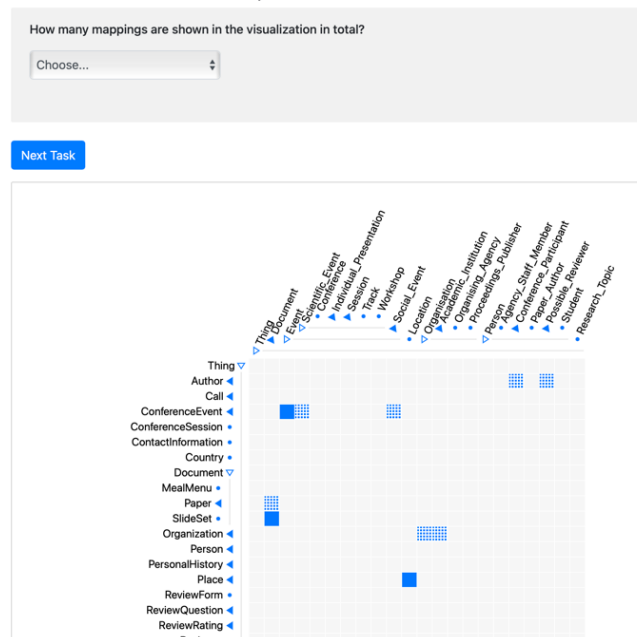 How many mappings are shown in the visualization in total?
Choose...
Next Task
Thing
Document
Event
Scientific_Event
Conference
Individual_Presentation
Session
Track
Workshop
Social_Event
Location
Organisation
Academic_Institution
Organising_Agency
Proceedings_Publisher
Person
Agency_Staff_Member
Conference_Participant
Paper_Author
Possible_Reviewer
Student
Research_Topic
Thing
Author
Call
ConferenceEvent
ConferenceSession
ContactInformation
Country
Document
MealMenu
Paper
SlideSet
Organization
Person
PersonalHistory
Place
ReviewForm
ReviewQuestion
ReviewRating